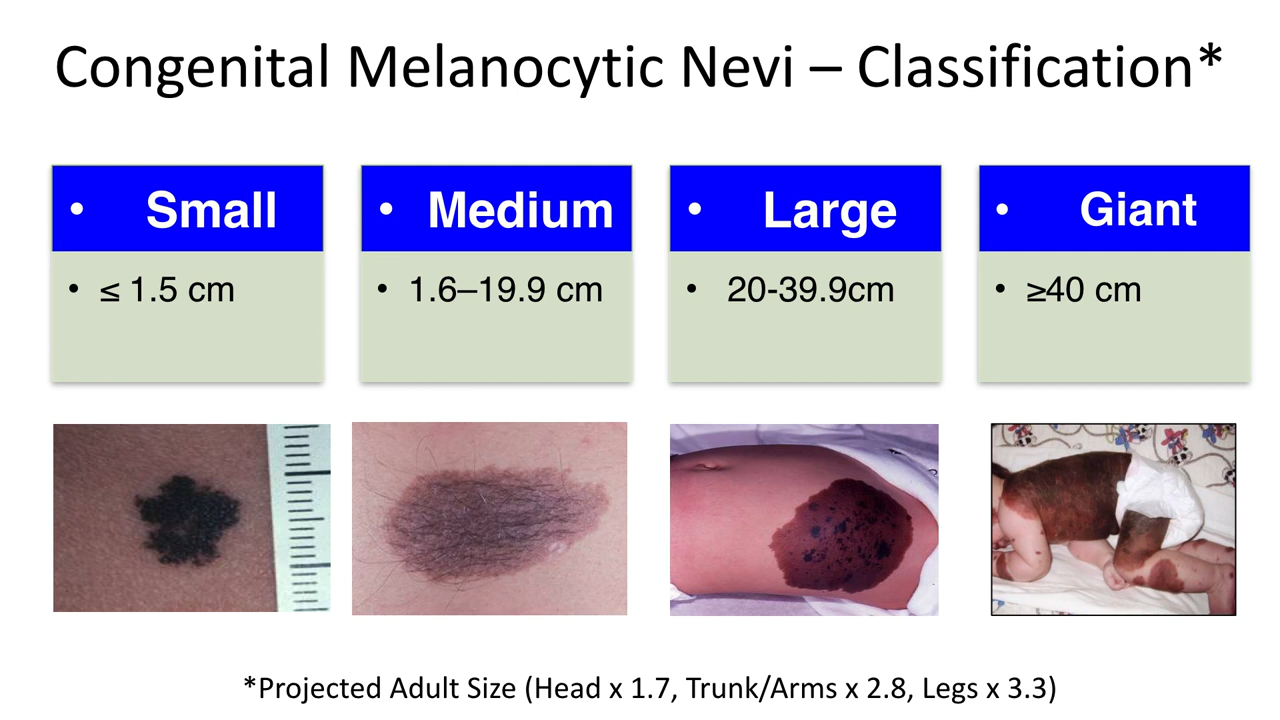 Congenital Melanocytic Nevi – Classification*
• Small
• ≤ 1.5 cm
• Medium
• 1.6–19.9 cm
• Large
• 20-39.9cm
• Giant
• ≥40 cm
*Projected Adult Size (Head x 1.7, Trunk/Arms x 2.8, Legs x 3.3)